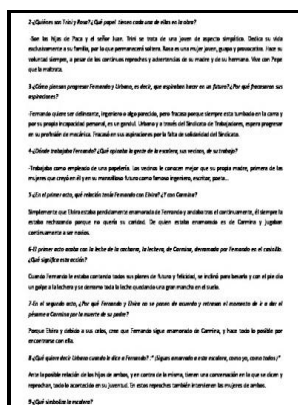 2-¿Quiénes son Trini y Rosa? ¿Qué papel tienen cada una de ellas en la obra?
-Son las hijas de Paca y el señor Juan. Trini se trata de una joven de aspecto simpático. Dedica su vida
exclusivamente a su familia, por lo que permanecerá soltera. Rosa es una mujer joven, guapa y provocativa. Hace su
voluntad siempre, a pesar de los continuos reproches y advertencias de su madre y de su hermana. Vive con Pepe
que la maltrata.
3-¿Cómo piensan progresar Fernando y Urbano, es decir, que aspiraban hacer en un futuro? ¿Por qué fracasaron sus
aspiraciones?
-Fernando quiere ser delineante, ingeniero o algo parecido, pero fracasa porque siempre esta tumbado en la cama y
por su propia incapacidad personal, es un gandul. Urbano y a través del Sindicato de Trabajadores, espera progresar
en su profesión de mecánico. Fracasó en sus aspiraciones por la falta de solidaridad del Sindicato.
4-¿Dónde trabajaba Fernando? ¿Qué opinaba la gente de la escalera, sus vecinos, de su trabajo?
-Trabajaba como empleado de una papelería. Los vecinos le conocen mejor que su propia madre, primera de las
mujeres que creyó en él y en su maravilloso futuro como famoso ingeniero, escritor, poeta...
5-¿En el primer acto, qué relación tenía Fernando con Elvira? ¿Y con Carmina?
Simplemente que Elvira estaba perdidamente enamorada de Fernando y andaba tras el continuamente, él siempre la
estaba rechazando porque no quería su caridad. De quien estaba enamorado es de Carmina y jugaban
continuamente a ser novios.
6-El primer acto acaba con la leche de la cacharra, la lechera, de Carmina, derramada por Fernando en el casinillo.
¿Qué significa esta acción?
Cuando Fernando le estaba contando todos sus planes de futuro y felicidad, se inclinó para besarla y con el pie dio
un golpe a la lechera y se derramo toda la leche quedando una gran mancha en el suelo.
7-En el segundo acto, ¿Por qué Fernando y Elvira no se ponen de acuerdo y retrasan el momento de ir a dar el
pésame a Carmina por la muerte de su padre?
Porque Elvira y debido a sus celos, cree que Fernando sigue enamorado de Carmina, y hace todo lo posible por
encontrarse con ella.
8-¿Qué quiere decir Urbano cuando le dice a Fernando?:" ¡Sigues amarrado a esta escalera, como yo, como todos!"
Ante la posible relación de los hijos de ambos, y en contra de la misma, tienen una conversación en la que se dicen y
reprochan, todo lo acontecido en su juventud. En estos reproches también intervienen las mujeres de ambos.
9-¿Qué simboliza la escalera?